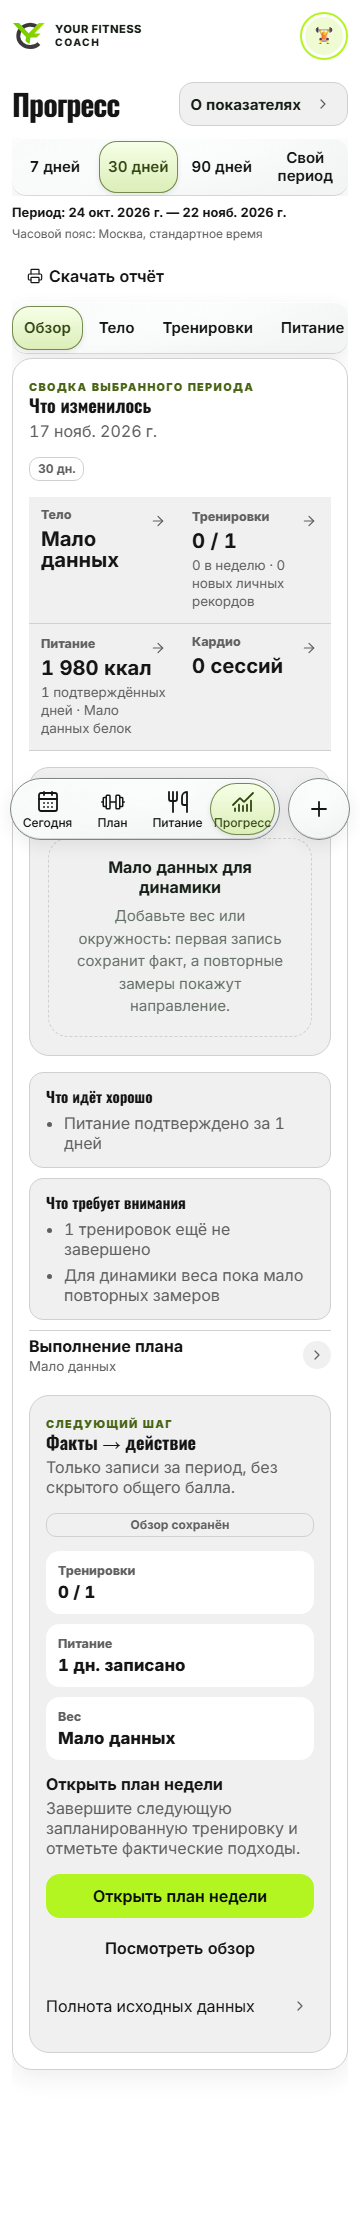 YOUR FITNESS
COACH
Прогресс
О показателях
7 дней
30 дней
90 дней
Свой
период
Период: 24 окт. 2026 г. — 22 нояб. 2026 г.
Часовой пояс: Москва, стандартное время
Скачать отчёт
Обзор
Тело
Тренировки
Питание
СВОДКА ВЫБРАННОГО ПЕРИОДА
Что изменилось
17 нояб. 2026 г.
30 дн.
Тело
Мало
данных
Тренировки
0 / 1
0 в неделю · 0
новых личных
рекордов
Питание
1 980 ккал
1 подтверждённых
дней · Мало
данных белок
Кардио
0 сессий
Сегодня
План
Питание
Прогресс
Мало данных для
динамики
Добавьте вес или
окружность: первая запись
сохранит факт, а повторные
замеры покажут
направление.
Что идёт хорошо
• Питание подтверждено за 1
дней
Что требует внимания
• 1 тренировок ещё не
завершено
• Для динамики веса пока мало
повторных замеров
Выполнение плана
Мало данных
СЛЕДУЮЩИЙ ШАГ
Факты → действие
Только записи за период, без
скрытого общего балла.
Обзор сохранён
Тренировки
0 / 1
Питание
1 дн. записано
Вес
Мало данных
Открыть план недели
Завершите следующую
запланированную тренировку и
отметьте фактические подходы.
Открыть план недели
Посмотреть обзор
Полнота исходных данных